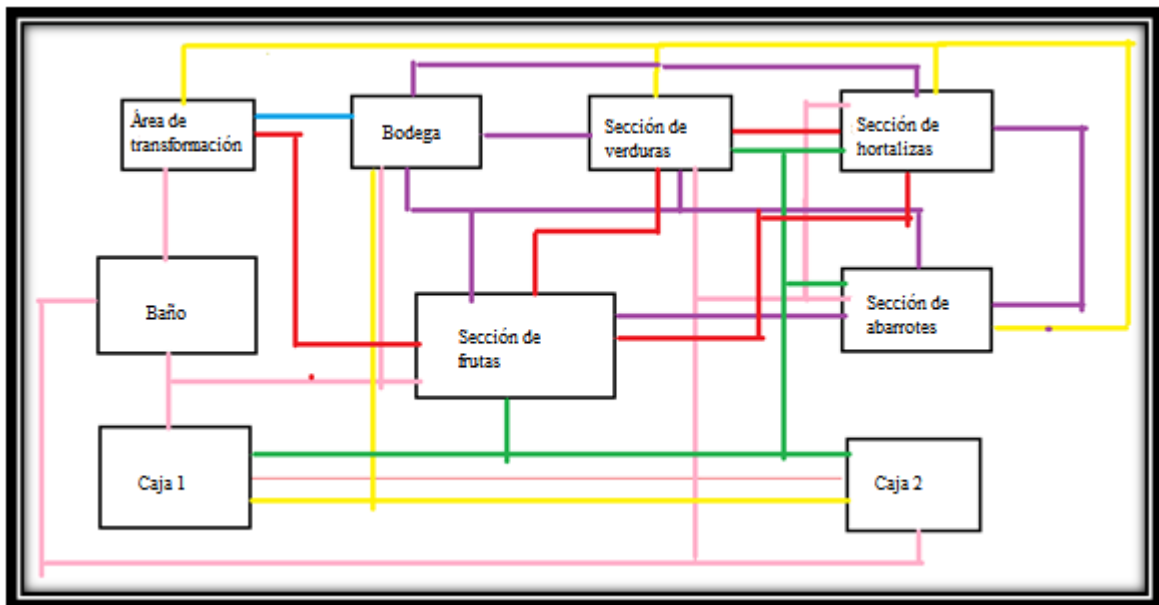 Área de
transformación
Bodega
Sección de
verduras
Sección de
hortalizas
Baño
Sección de
frutas
Sección de
abarrotes
Caja 1
Caja 2